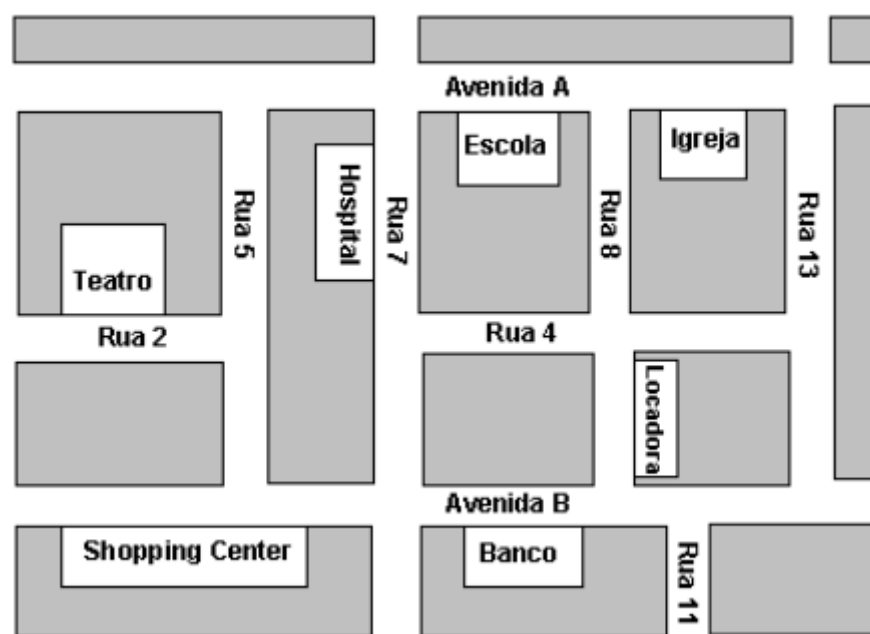 Avenida A
Escola
Igreja
Hospital
Rua 5
Rua 7
Rua 8
Rua 13
Teatro
Rua 2
Rua 4
Locadora
Avenida B
Shopping Center
Banco
Rua 11